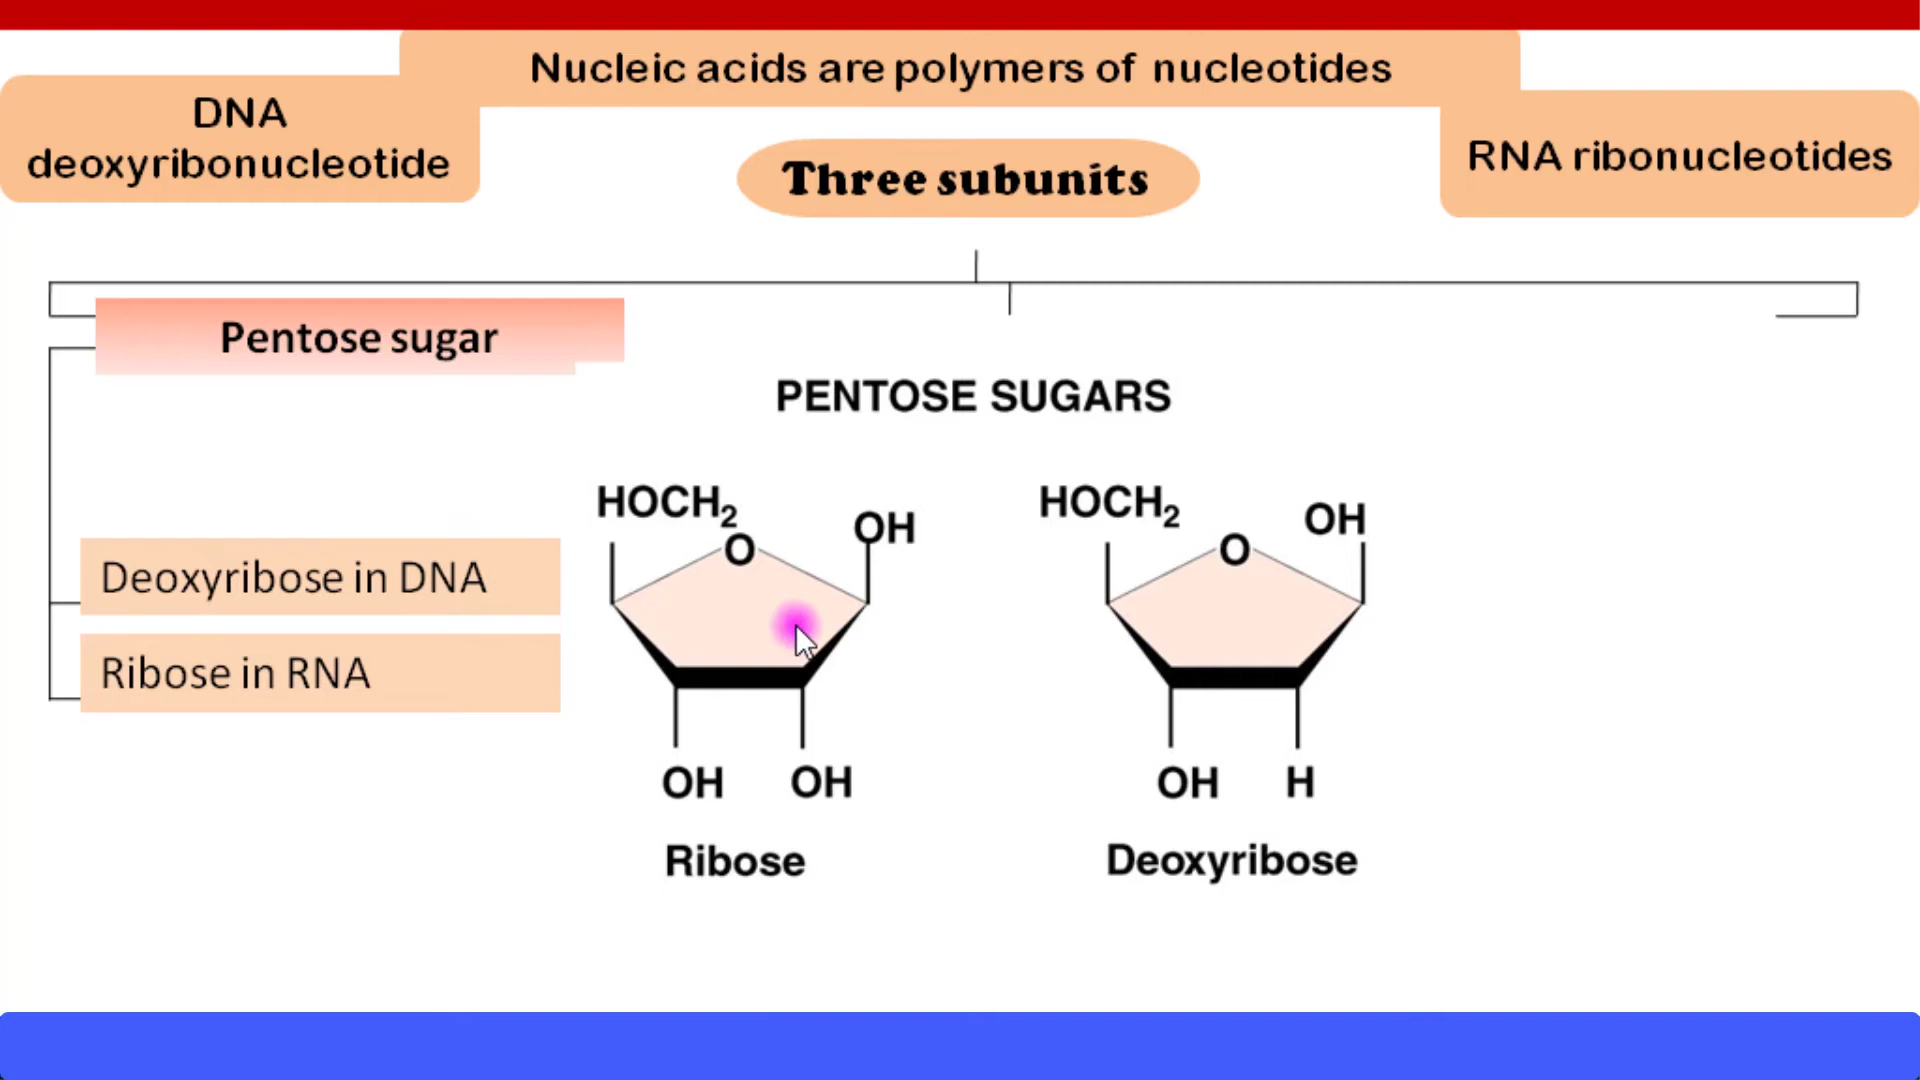 Nucleic acids are polymers of nucleotides
DNA
deoxyribonucleotide
RNA ribonucleotides
Three subunits
Pentose sugar
PENTOSE SUGARS
Deoxyribose in DNA
Ribose in RNA
HOCH₂
O
OH
OH
OH
Ribose
HOCH₂
O
OH
OH
H
Deoxyribose